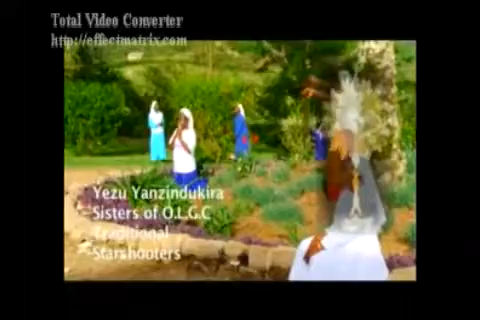 Total Video Converter
http://effectmatrix.com
Yezu Yanzindukira
Sisters of O.L.G.C
Traditional
Starshooters